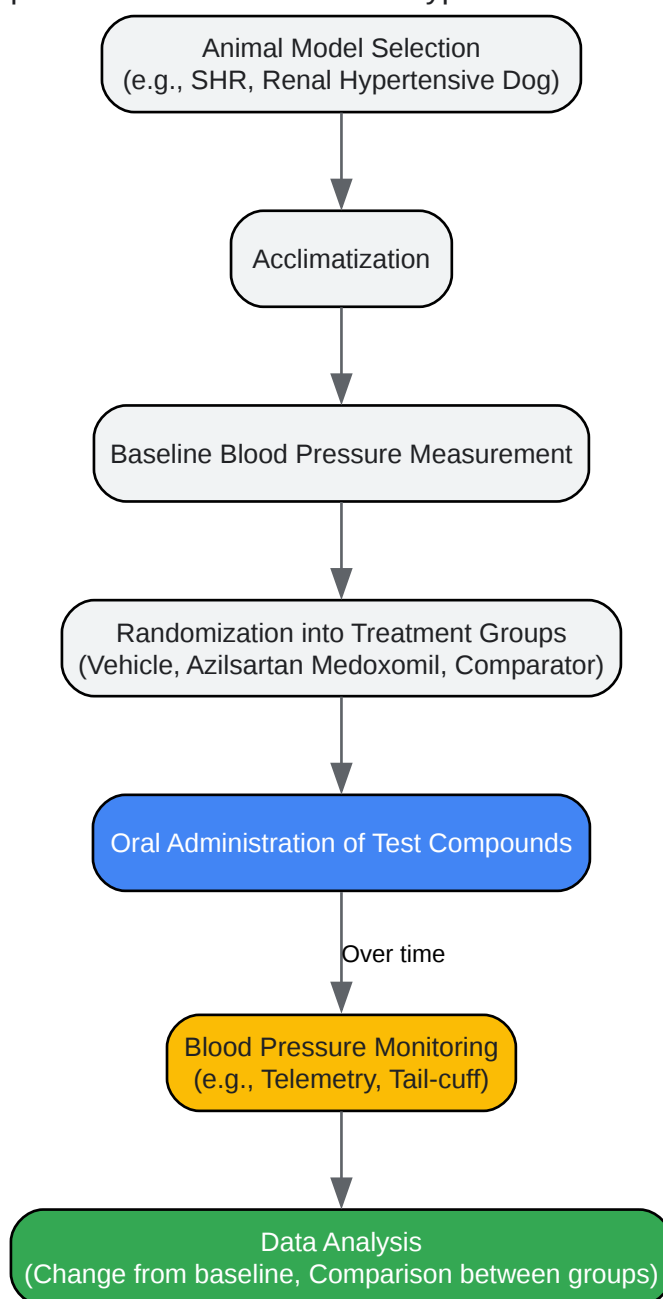 Animal Model Selection
(e.g., SHR, Renal Hypertensive Dog)
Acclimatization
Baseline Blood Pressure Measurement
Randomization into Treatment Groups
(Vehicle, Azilsartan Medoxomil, Comparator)
Oral Administration of Test Compounds
Over time
Blood Pressure Monitoring
(e.g., Telemetry, Tail-cuff)
Data Analysis
(Change from baseline, Comparison between groups)